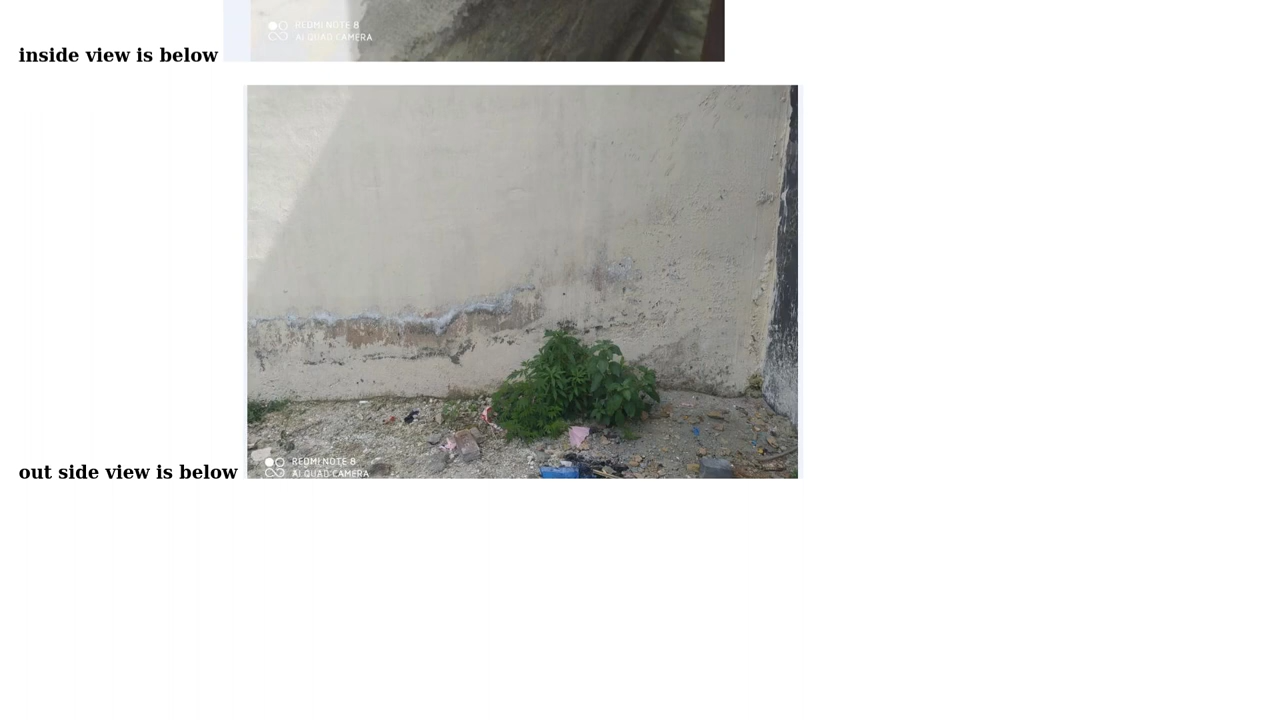 REDMI NOTE 8
AI QUAD CAMERA
inside view is below
REDMI NOTE 8
AI QUAD CAMERA
out side view is below